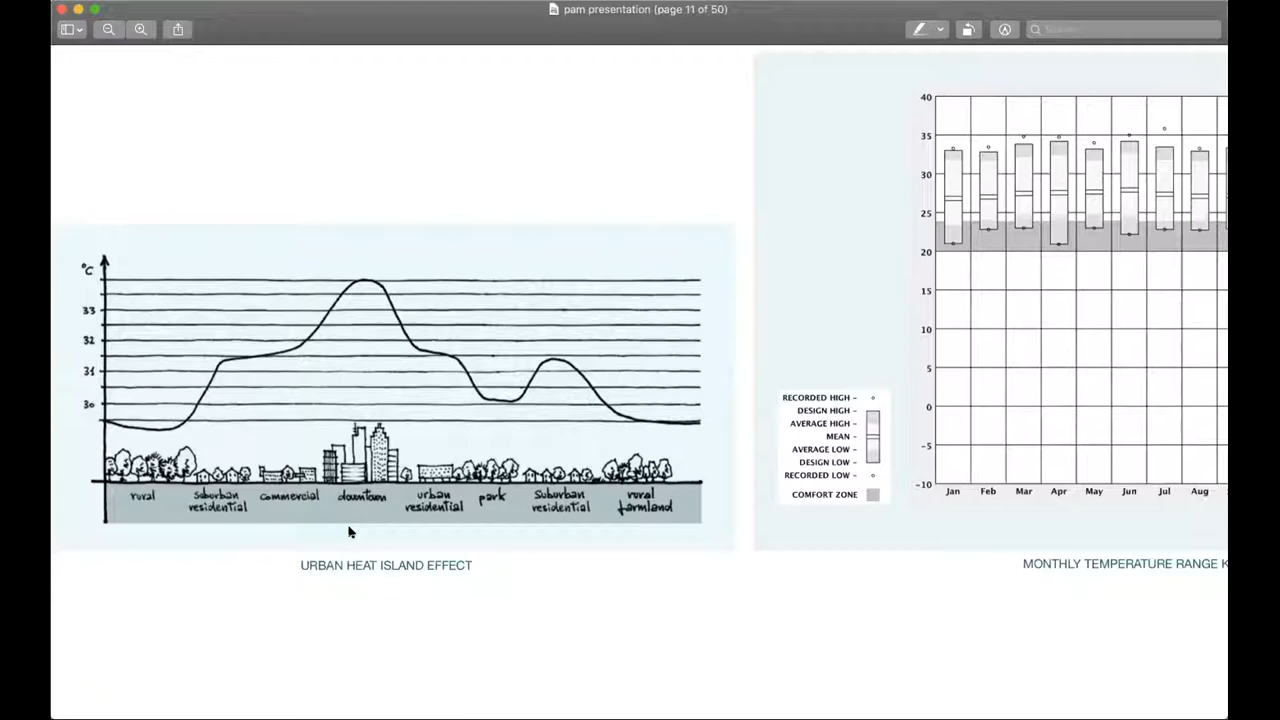 pam presentation (page 11 of 50)
Search
°C
33
32
31
30
rural
suburban residential
commercial
downtown
urban residential
park
Suburban residential
rural farmland
URBAN HEAT ISLAND EFFECT
40
35
30
25
20
15
10
5
0
-5
-10
RECORDED HIGH -
DESIGN HIGH -
AVERAGE HIGH -
MEAN -
AVERAGE LOW -
DESIGN LOW -
RECORDED LOW -
COMFORT ZONE
Jan Feb Mar Apr May Jun Jul Aug
MONTHLY TEMPERATURE RANGE K